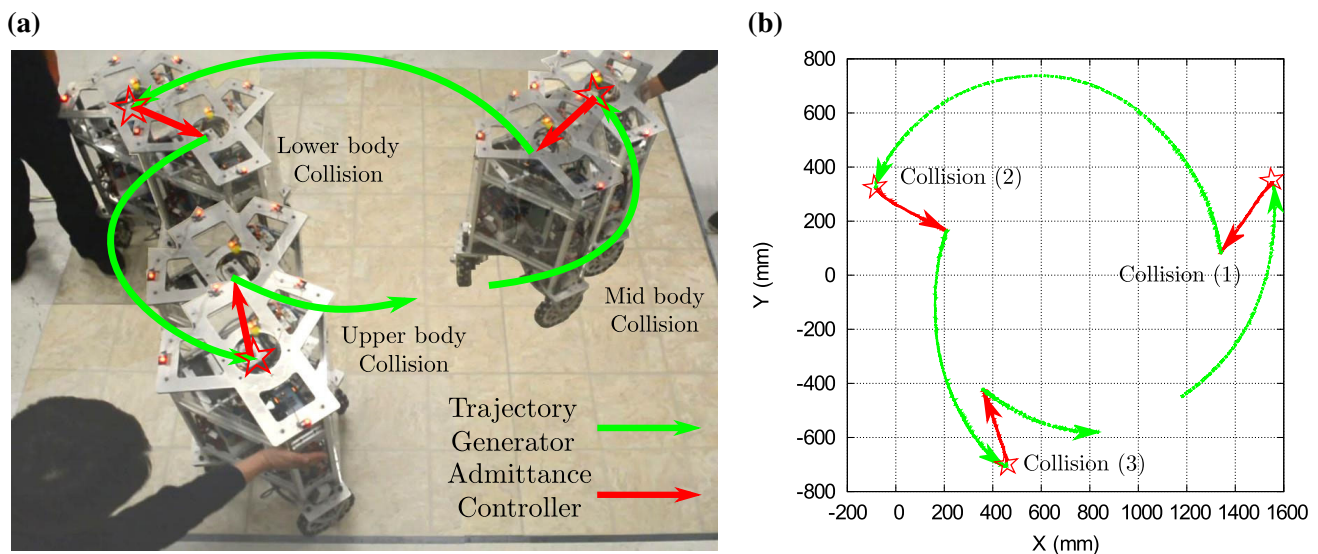 (a)
Lower body
Collision
Mid body
Collision
Upper body
Collision
Trajectory
Generator
Admittance
Controller
(b)
800
600
400
200
0
-200
-400
-600
-800
Y (mm)
-200 0 200 400 600 800 1000 1200 1400 1600
X (mm)
Collision (2)
Collision (1)
Collision (3)